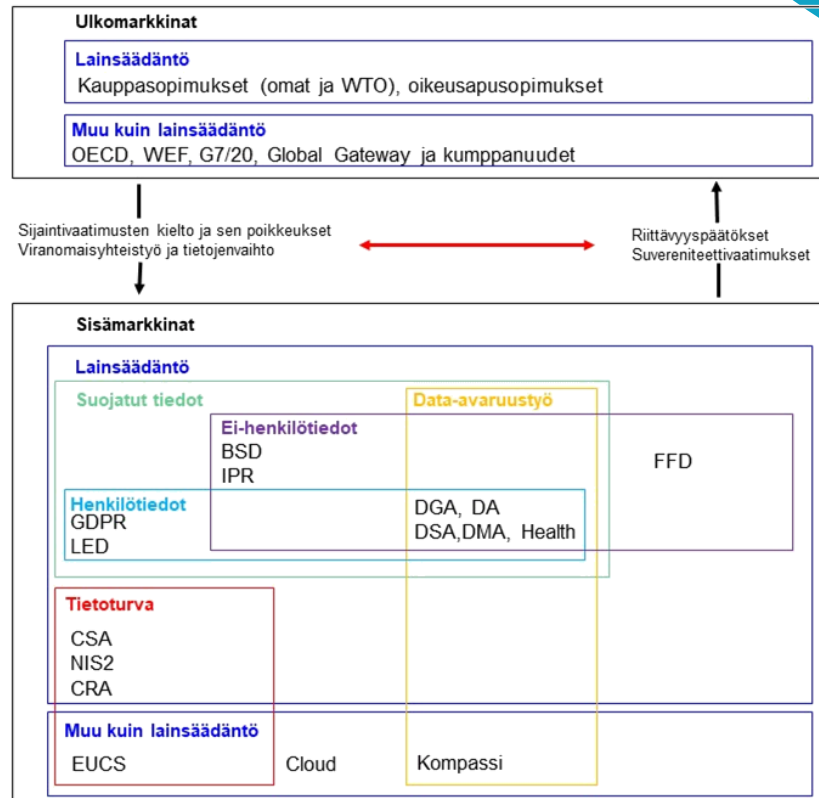 Ulkomarkkinat
Lainsäädäntö
Kauppasopimukset (omat ja WTO), oikeusapusopimukset
Muu kuin lainsäädäntö
OECD, WEF, G7/20, Global Gateway ja kumppanuudet
Sijaintivaatimusten kielto ja sen poikkeukset
Viranomaisyhteistyö ja tietojenvaihto
Riittävyyspäätökset
Suvereniteettivaatimukset
Sisämarkkinat
Lainsäädäntö
Suojatut tiedot
Data-avaruustyö
Ei-henkilötiedot
BSD
IPR
FFD
Henkilötiedot
GDPR
LED
DGA, DA
DSA,DMA, Health
Tietoturva
CSA
NIS2
CRA
Muu kuin lainsäädäntö
EUCS
Cloud
Kompassi